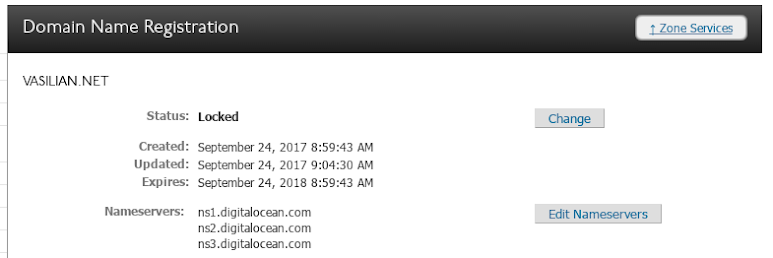 Domain Name Registration
↑ Zone Services
VASILIAN.NET
Status: Locked
Change
Created: September 24, 2017 8:59:43 AM
Updated: September 24, 2017 9:04:30 AM
Expires: September 24, 2018 8:59:43 AM
Nameservers: ns1.digitalocean.com
Edit Nameservers
ns2.digitalocean.com
ns3.digitalocean.com